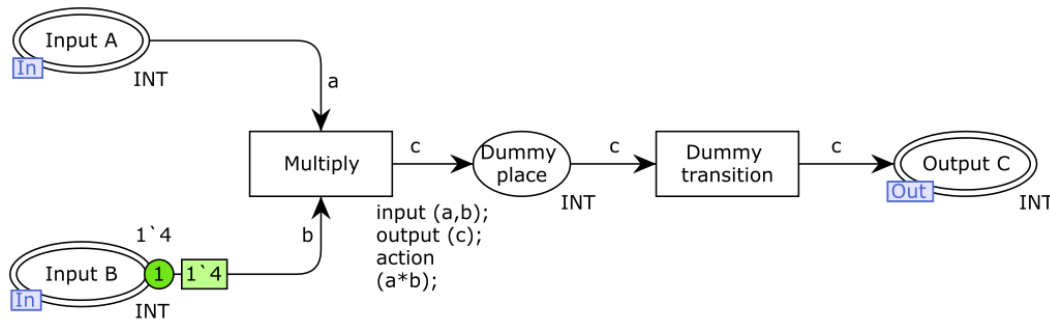 Input A
In
INT
a
Multiply
c
Dummy
place
INT
c
Dummy
transition
c
Output C
Out
INT
input (a,b);
output (c);
action
(a*b);
b
1`4
Input B
1
1`4
In
INT